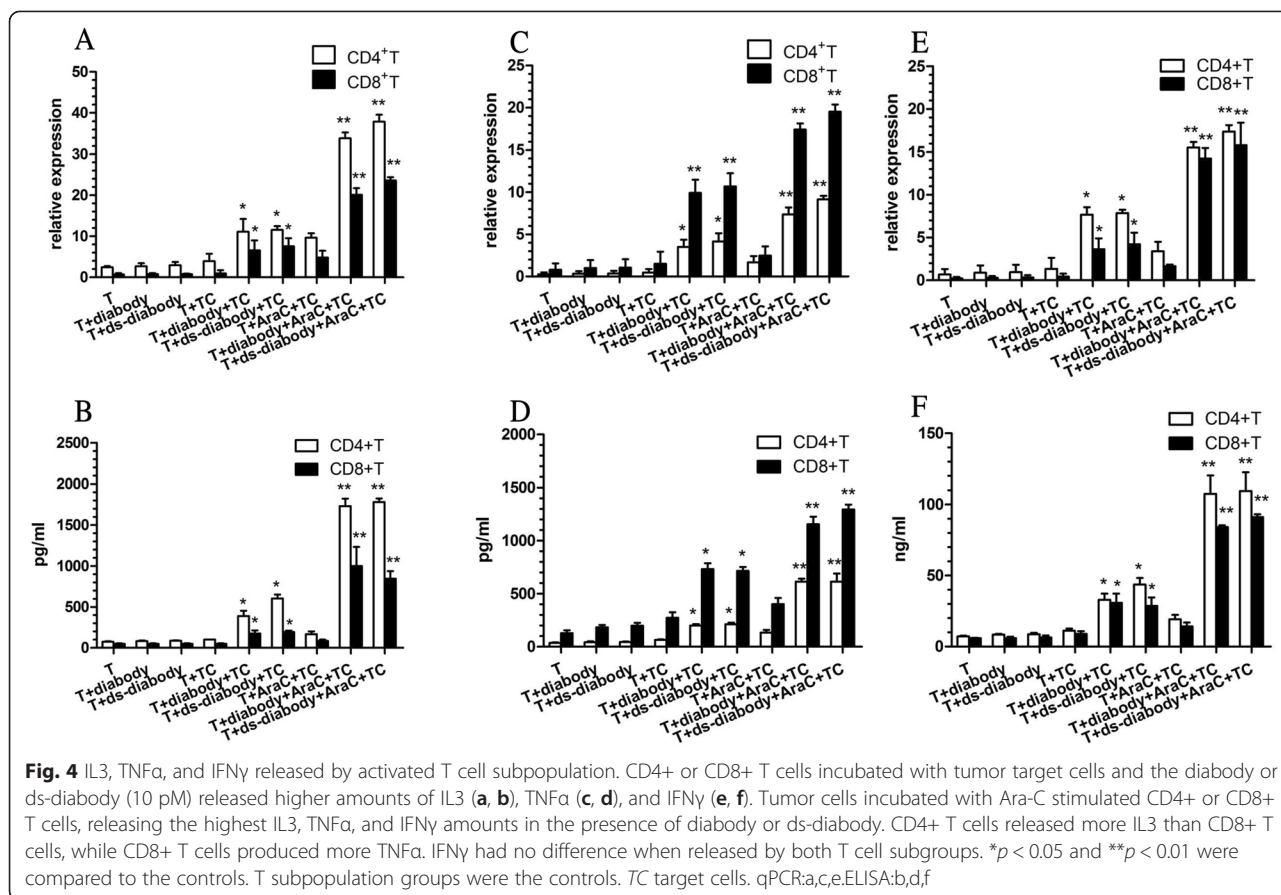 A
CD4+T
CD8+T
relative expression
50
40
30
20
10
0
T
T+diabody
T+ds-diabody
T+TC
T+diabody+TC
T+ds-diabody+TC
T+AraC+TC
T+diabody+AraC+TC
T+ds-diabody+AraC+TC
* * * * ** ** ** **
C
CD4+T
CD8+T
relative expression
25
20
15
10
5
0
T
T+diabody
T+ds-diabody
T+TC
T+diabody+TC
T+ds-diabody+TC
T+AraC+TC
T+diabody+AraC+TC
T+ds-diabody+AraC+TC
* ** * ** ** ** ** **
E
CD4+T
CD8+T
relative expression
25
20
15
10
5
0
T
T+diabody
T+ds-diabody
T+TC
T+diabody+TC
T+ds-diabody+TC
T+AraC+TC
T+diabody+AraC+TC
T+ds-diabody+AraC+TC
* * * * ** ** ** **
B
CD4+T
CD8+T
pg/ml
2500
2000
1500
1000
500
0
T
T+diabody
T+ds-diabody
T+TC
T+diabody+TC
T+ds-diabody+TC
T+AraC+TC
T+diabody+AraC+TC
T+ds-diabody+AraC+TC
* * * * ** ** ** **
D
CD4+T
CD8+T
pg/ml
2000
1500
1000
500
0
T
T+diabody
T+ds-diabody
T+TC
T+diabody+TC
T+ds-diabody+TC
T+AraC+TC
T+diabody+AraC+TC
T+ds-diabody+AraC+TC
* * * * ** ** ** **
F
CD4+T
CD8+T
ng/ml
150
100
50
0
T
T+diabody
T+ds-diabody
T+TC
T+diabody+TC
T+ds-diabody+TC
T+AraC+TC
T+diabody+AraC+TC
T+ds-diabody+AraC+TC
* * * * ** ** ** **
Fig. 4 IL3, TNFα, and IFNγ released by activated T cell subpopulation. CD4+ or CD8+ T cells incubated with tumor target cells and the diabody or
ds-diabody (10 pM) released higher amounts of IL3 (a, b), TNFα (c, d), and IFNγ (e, f). Tumor cells incubated with Ara-C stimulated CD4+ or CD8+
T cells, releasing the highest IL3, TNFα, and IFNγ amounts in the presence of diabody or ds-diabody. CD4+ T cells released more IL3 than CD8+ T
cells, while CD8+ T cells produced more TNFα. IFNγ had no difference when released by both T cell subgroups. *p < 0.05 and **p < 0.01 were
compared to the controls. T subpopulation groups were the controls. TC target cells. qPCR:a,c,e.ELISA:b,d,f